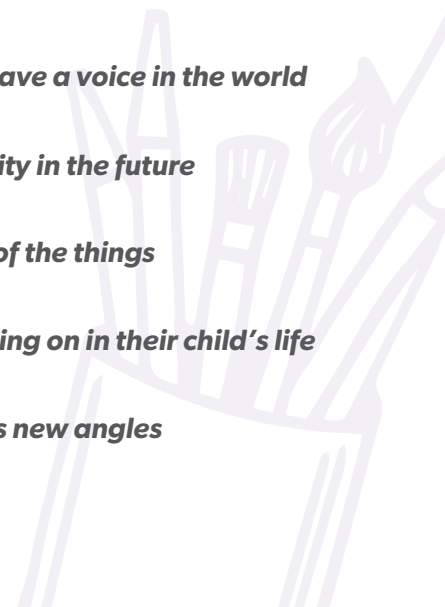 ave a voice in the world
ity in the future
of the things
ing on in their child’s life
s new angles